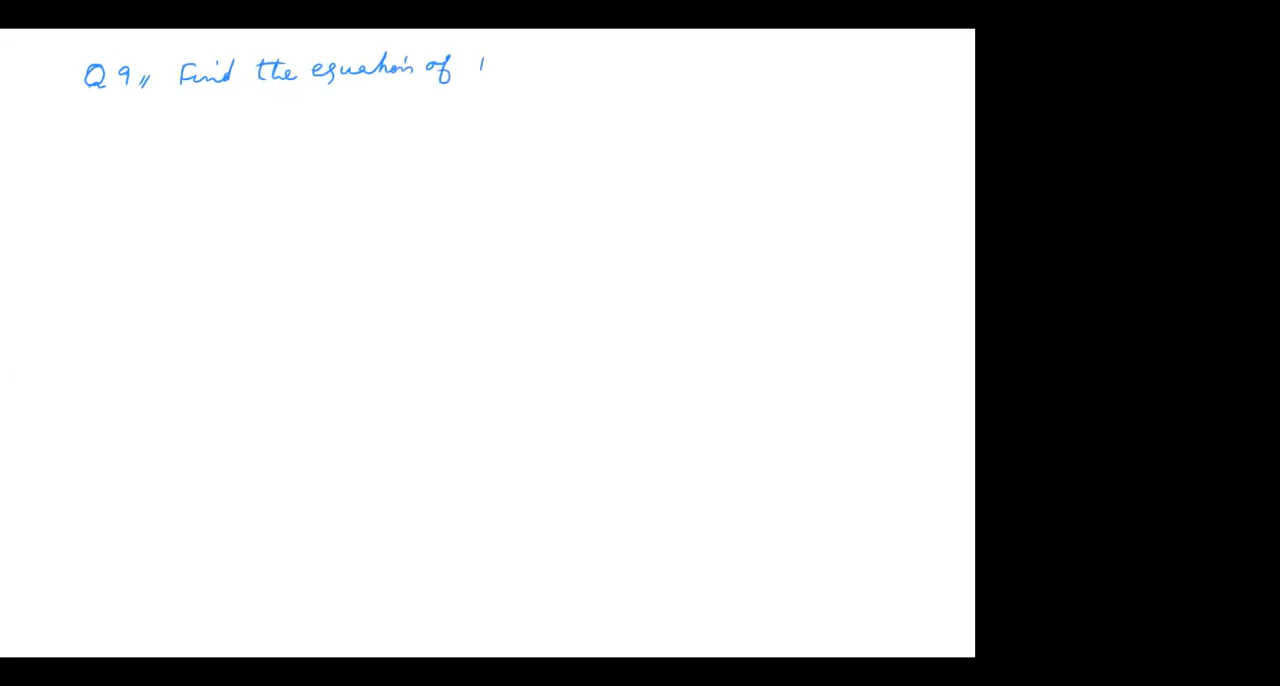 Q 9,, Find the equation of